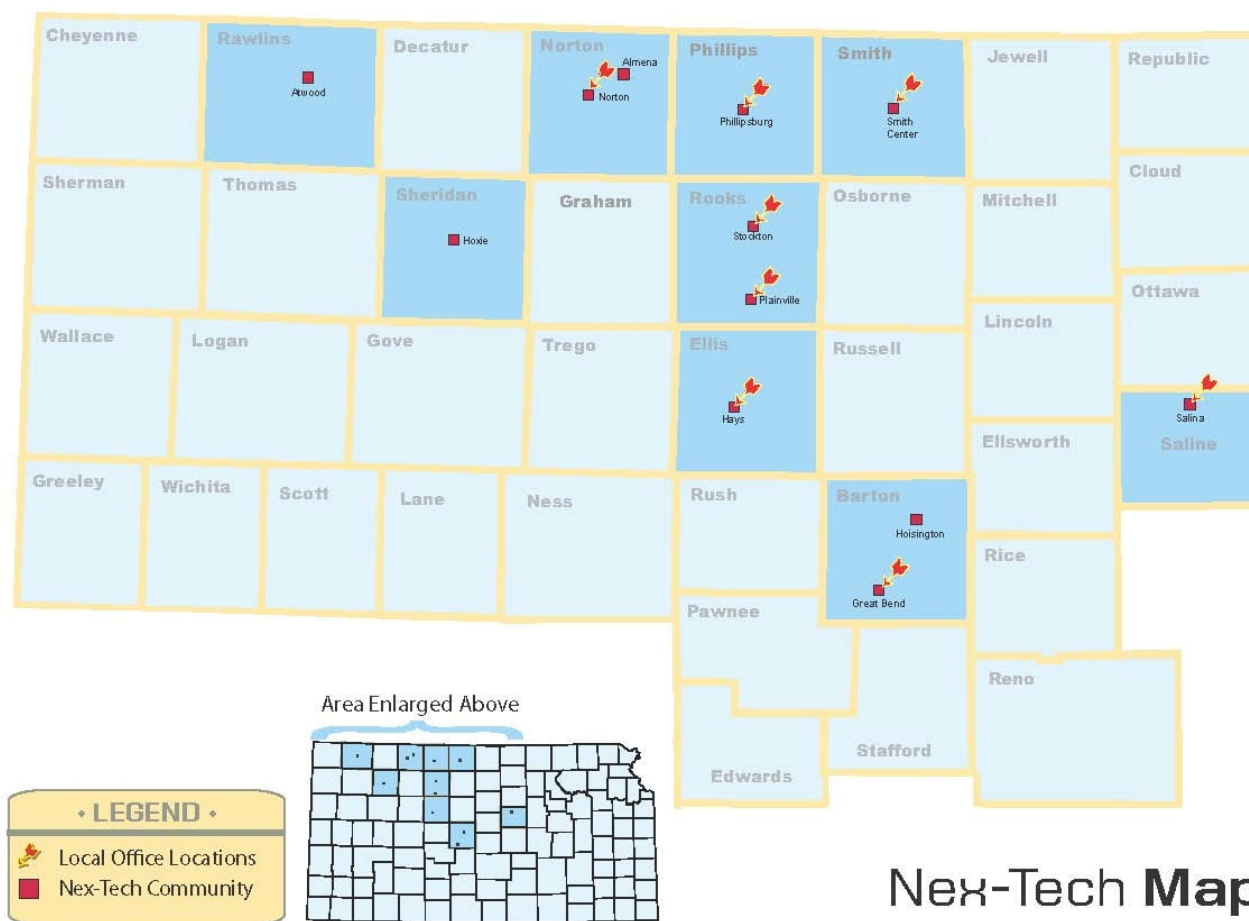 Cheyenne
Rawlins
Decatur
Norton
Phillips
Smith
Jewell
Republic
Atwood
Almena
Norton
Phillipsburg
Smith
Center
Sherman
Thomas
Sheridan
Graham
Rooks
Osborne
Mitchell
Cloud
Hoxie
Stockton
Plainville
Wallace
Logan
Gove
Trego
Ellis
Russell
Lincoln
Ottawa
Hays
Salina
Saline
Ellsworth
Greeley
Wichita
Scott
Lane
Ness
Rush
Barton
Hoisington
Great Bend
Rice
Pawnee
Reno
Stafford
Edwards
Area Enlarged Above
• LEGEND •
Local Office Locations
Nex-Tech Community
Nex-Tech Map